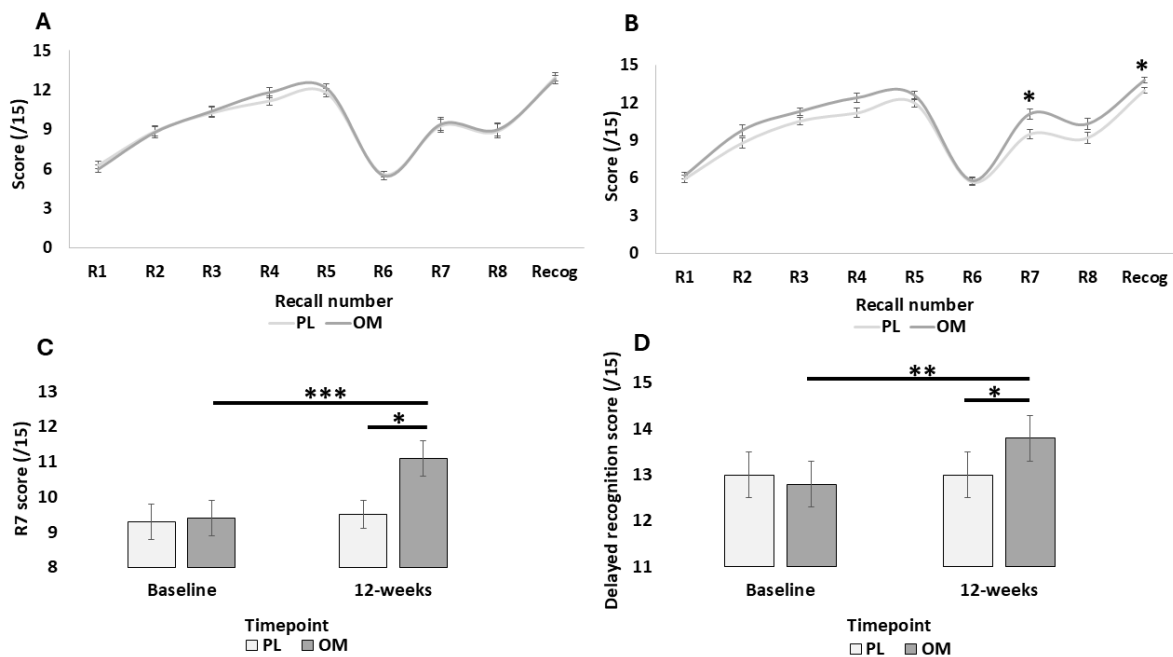 A
15
12
9
6
3
0
Score (/15)
R1 R2 R3 R4 R5 R6 R7 R8 Recog
Recall number
PL OM
B
15
12
9
6
3
0
Score (/15)
*
*
R1 R2 R3 R4 R5 R6 R7 R8 Recog
Recall number
PL OM
C
13
12
11
10
9
8
R7 score (/15)
***
*
Baseline 12-weeks
Timepoint
PL OM
D
15
14
13
12
11
Delayed recognition score (/15)
**
*
Baseline 12-weeks
Timepoint
PL OM